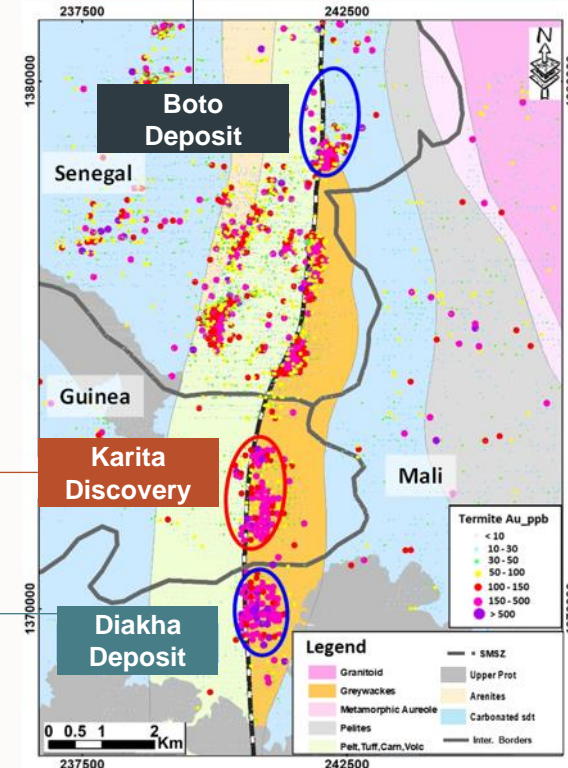 237500
242500
N
1380000
Boto
Deposit
Senegal
Guinea
Karita
Discovery
Mali
Termite Au_ppb
< 10
10 - 30
30 - 50
50 - 100
100 - 150
150 - 500
> 500
1370000
Diakha
Deposit
Legend
Granitoid
Greywackes
Metamorphic Aureole
Pelites
Pelt,Tuff,Carn,Volc
SMSZ
Upper Prot
Arenites
Carbonated sdt
Inter. Borders
0 0.5 1 2
Km
237500
242500